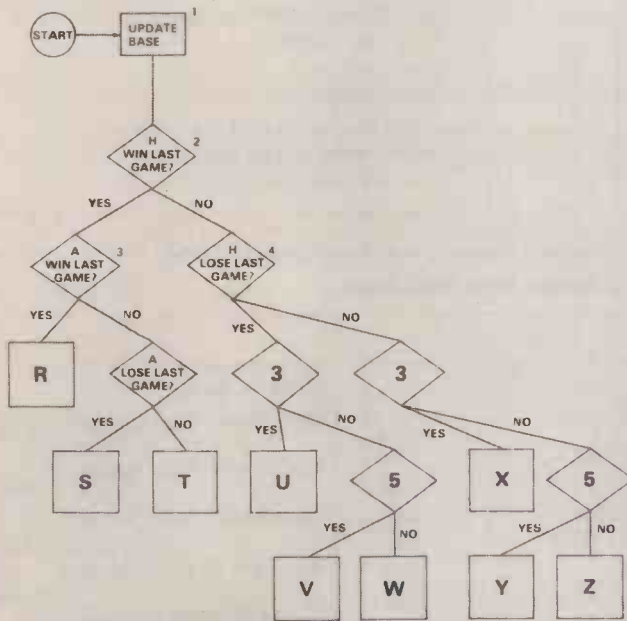 1
START
UPDATE
BASE
H
WIN LAST
GAME?
2
YES
NO
A
WIN LAST
GAME?
3
H
LOSE LAST
GAME?
4
YES
NO
YES
NO
R
A
LOSE LAST
GAME?
3
3
YES
NO
YES
NO
YES
NO
S
T
U
5
X
5
YES
NO
YES
NO
V
W
Y
Z